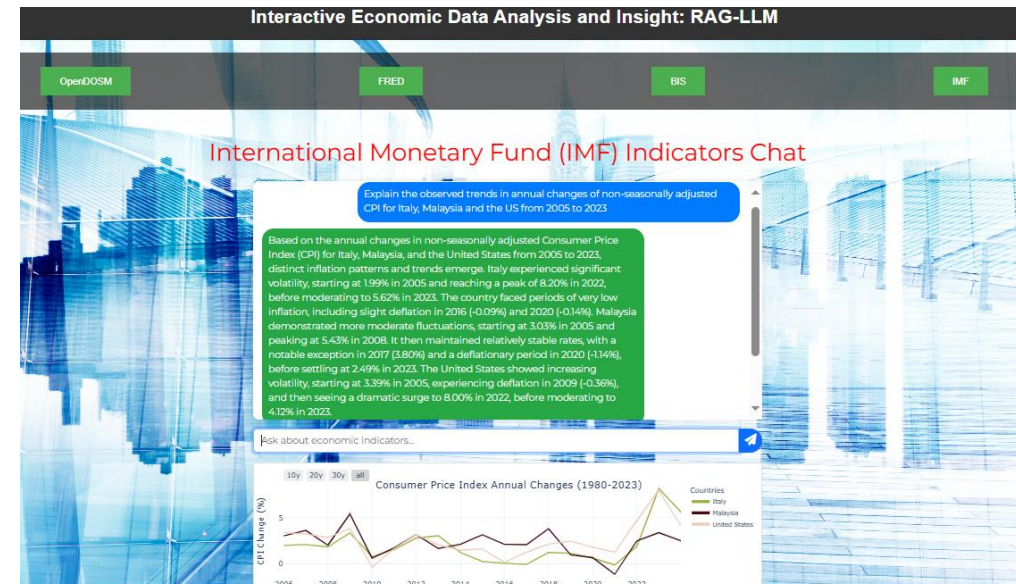 Interactive Economic Data Analysis and Insight: RAG-LLM
OpenDOSM
FRED
BIS
IMF
International Monetary Fund (IMF) Indicators Chat
Explain the observed trends in annual changes of non-seasonally adjusted
CPI for Italy, Malaysia and the US from 2005 to 2023
Based on the annual changes in non-seasonally adjusted Consumer Price
Index (CPI) for Italy, Malaysia, and the United States from 2005 to 2023,
distinct inflation patterns and trends emerge. Italy experienced significant
volatility, starting at 1.99% in 2005 and reaching a peak of 8.20% in 2022,
before moderating to 5.62% in 2023. The country faced periods of very low
inflation, including slight deflation in 2016 (-0.09%) and 2020 (-0.14%). Malaysia
demonstrated more moderate fluctuations, starting at 3.03% in 2005 and
peaking at 5.43% in 2008. It then maintained relatively stable rates, with a
notable exception in 2017 (3.80%) and a deflationary period in 2020 (-1.14%),
before settling at 2.49% in 2023. The United States showed increasing
volatility, starting at 3.39% in 2005, experiencing deflation in 2009 (-0.36%),
and then seeing a dramatic surge to 8.00% in 2022, before moderating to
4.12% in 2023.
Ask about economic indicators...
10y 20y 30y all
Consumer Price Index Annual Changes (1980-2023)
Countries
Italy
Malaysia
United States
CPI Change (%)
5
0
2006 2008 2010 2012 2014 2016 2018 2020 2022